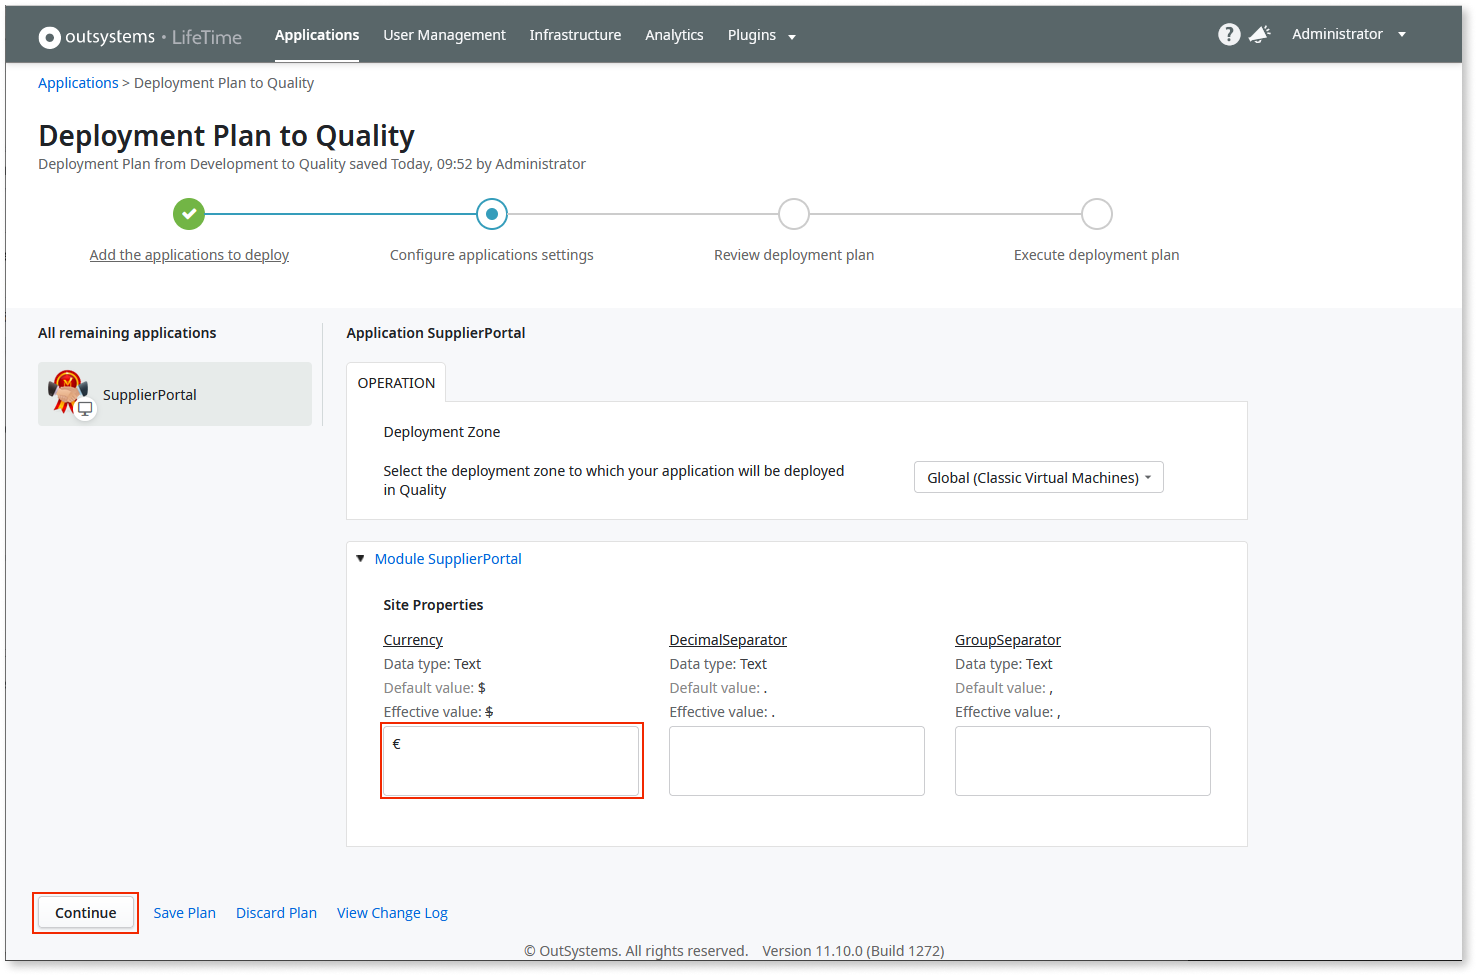 outsystems · LifeTime Applications User Management Infrastructure Analytics Plugins ? Administrator
Applications > Deployment Plan to Quality
Deployment Plan to Quality
Deployment Plan from Development to Quality saved Today, 09:52 by Administrator
Add the applications to deploy Configure applications settings Review deployment plan Execute deployment plan
All remaining applications
SupplierPortal
Application SupplierPortal
OPERATION
Deployment Zone
Select the deployment zone to which your application will be deployed
in Quality
Global (Classic Virtual Machines)
Module SupplierPortal
Site Properties
Currency DecimalSeparator GroupSeparator
Data type: Text Data type: Text Data type: Text
Default value: $ Default value: . Default value: ,
Effective value: $ Effective value: . Effective value: ,
€
Continue Save Plan Discard Plan View Change Log
© OutSystems. All rights reserved. Version 11.10.0 (Build 1272)